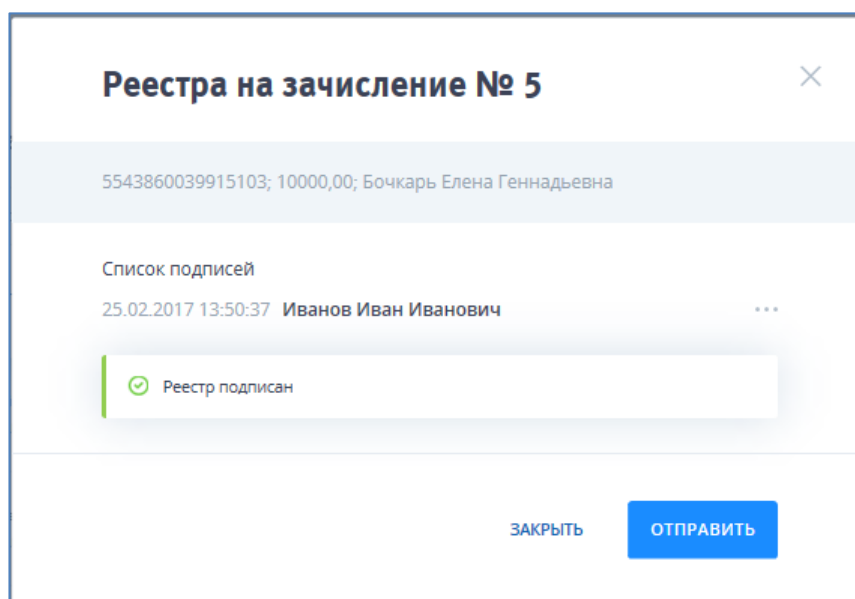 Реестра на зачисление № 5
5543860039915103; 10000,00; Бочкарь Елена Геннадьевна
Список подписей
25.02.2017 13:50:37 Иванов Иван Иванович
Реестр подписан
ЗАКРЫТЬ ОТПРАВИТЬ